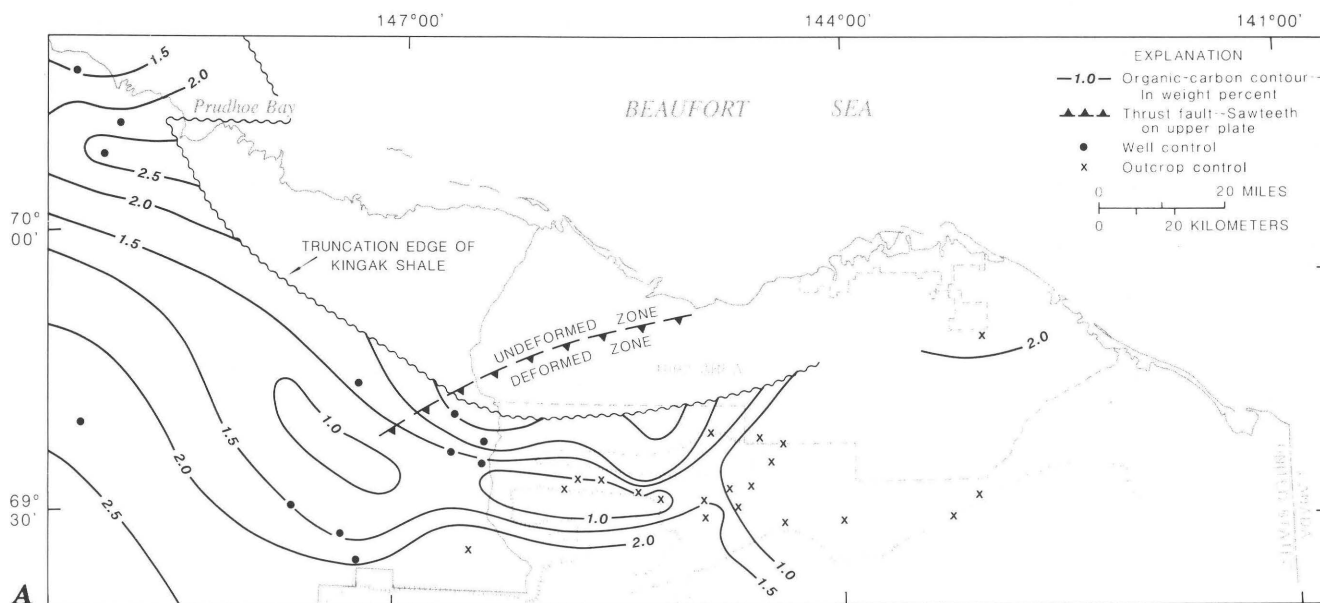 147°00'
144°00'
141°00'
EXPLANATION
1.0 Organic-carbon contour--
In weight percent
Thrust fault--Sawteeth
on upper plate
Well control
x Outcrop control
0 20 MILES
0 20 KILOMETERS
1.5
2.0
Prudhoe Bay
BEAUFORT SEA
2.5
2.0
70°
00'
1.5
TRUNCATION EDGE OF
KINGAK SHALE
UNDEFORMED ZONE
DEFORMED ZONE
2.0
1.0
1.5
2.0
69°
30'
2.5
1.0
2.0
1.0
1.5
A